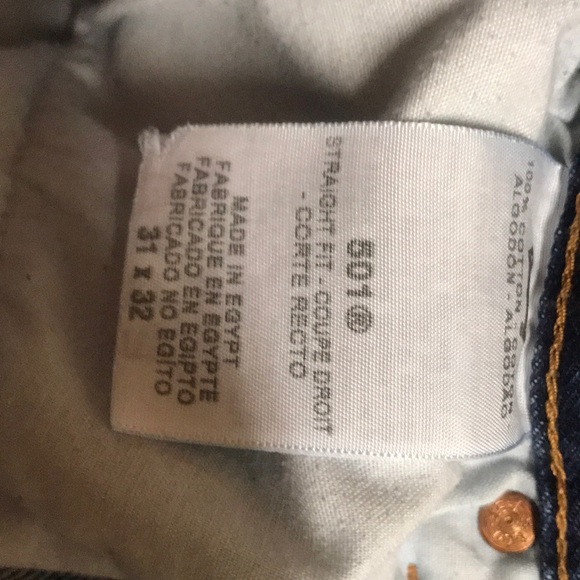 100% COTTON
ALGODÓN - ALGODÃO
501®
STRAIGHT FIT - COUPE DROIT
- CORTE RECTO
MADE IN EGYPT
FABRIQUE EN EGYPTE
FABRICADO EN EGIPTO
FABRICADO NO EGITO
31 X 32